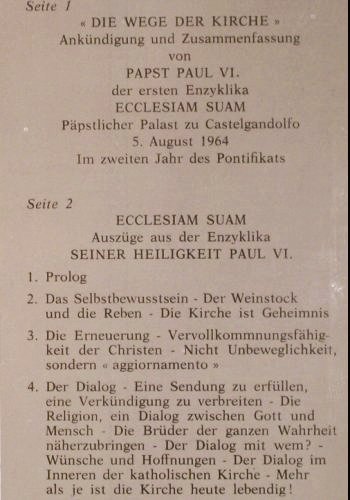 Seite 1
« DIE WEGE DER KIRCHE »
Ankündigung und Zusammenfassung
von
PAPST PAUL VI.
der ersten Enzyklika
ECCLESIAM SUAM
Päpstlicher Palast zu Castelgandolfo
5. August 1964
Im zweiten Jahr des Pontifikats
Seite 2
ECCLESIAM SUAM
Auszüge aus der Enzyklika
SEINER HEILIGKEIT PAUL VI.
1. Prolog
2. Das Selbstbewusstsein - Der Weinstock
und die Reben - Die Kirche ist Geheimnis
3. Die Erneuerung - Vervollkommnungsfähig-
keit der Christen - Nicht Unbeweglichkeit,
sondern « aggiornamento »
4. Der Dialog - Eine Sendung zu erfüllen,
eine Verkündigung zu verbreiten - Die
Religion, ein Dialog zwischen Gott und
Mensch - Die Brüder der ganzen Wahrheit
näherzubringen - Der Dialog mit wem? -
Wünsche und Hoffnungen - Der Dialog im
Inneren der katholischen Kirche - Mehr
als je ist die Kirche heute lebendig!